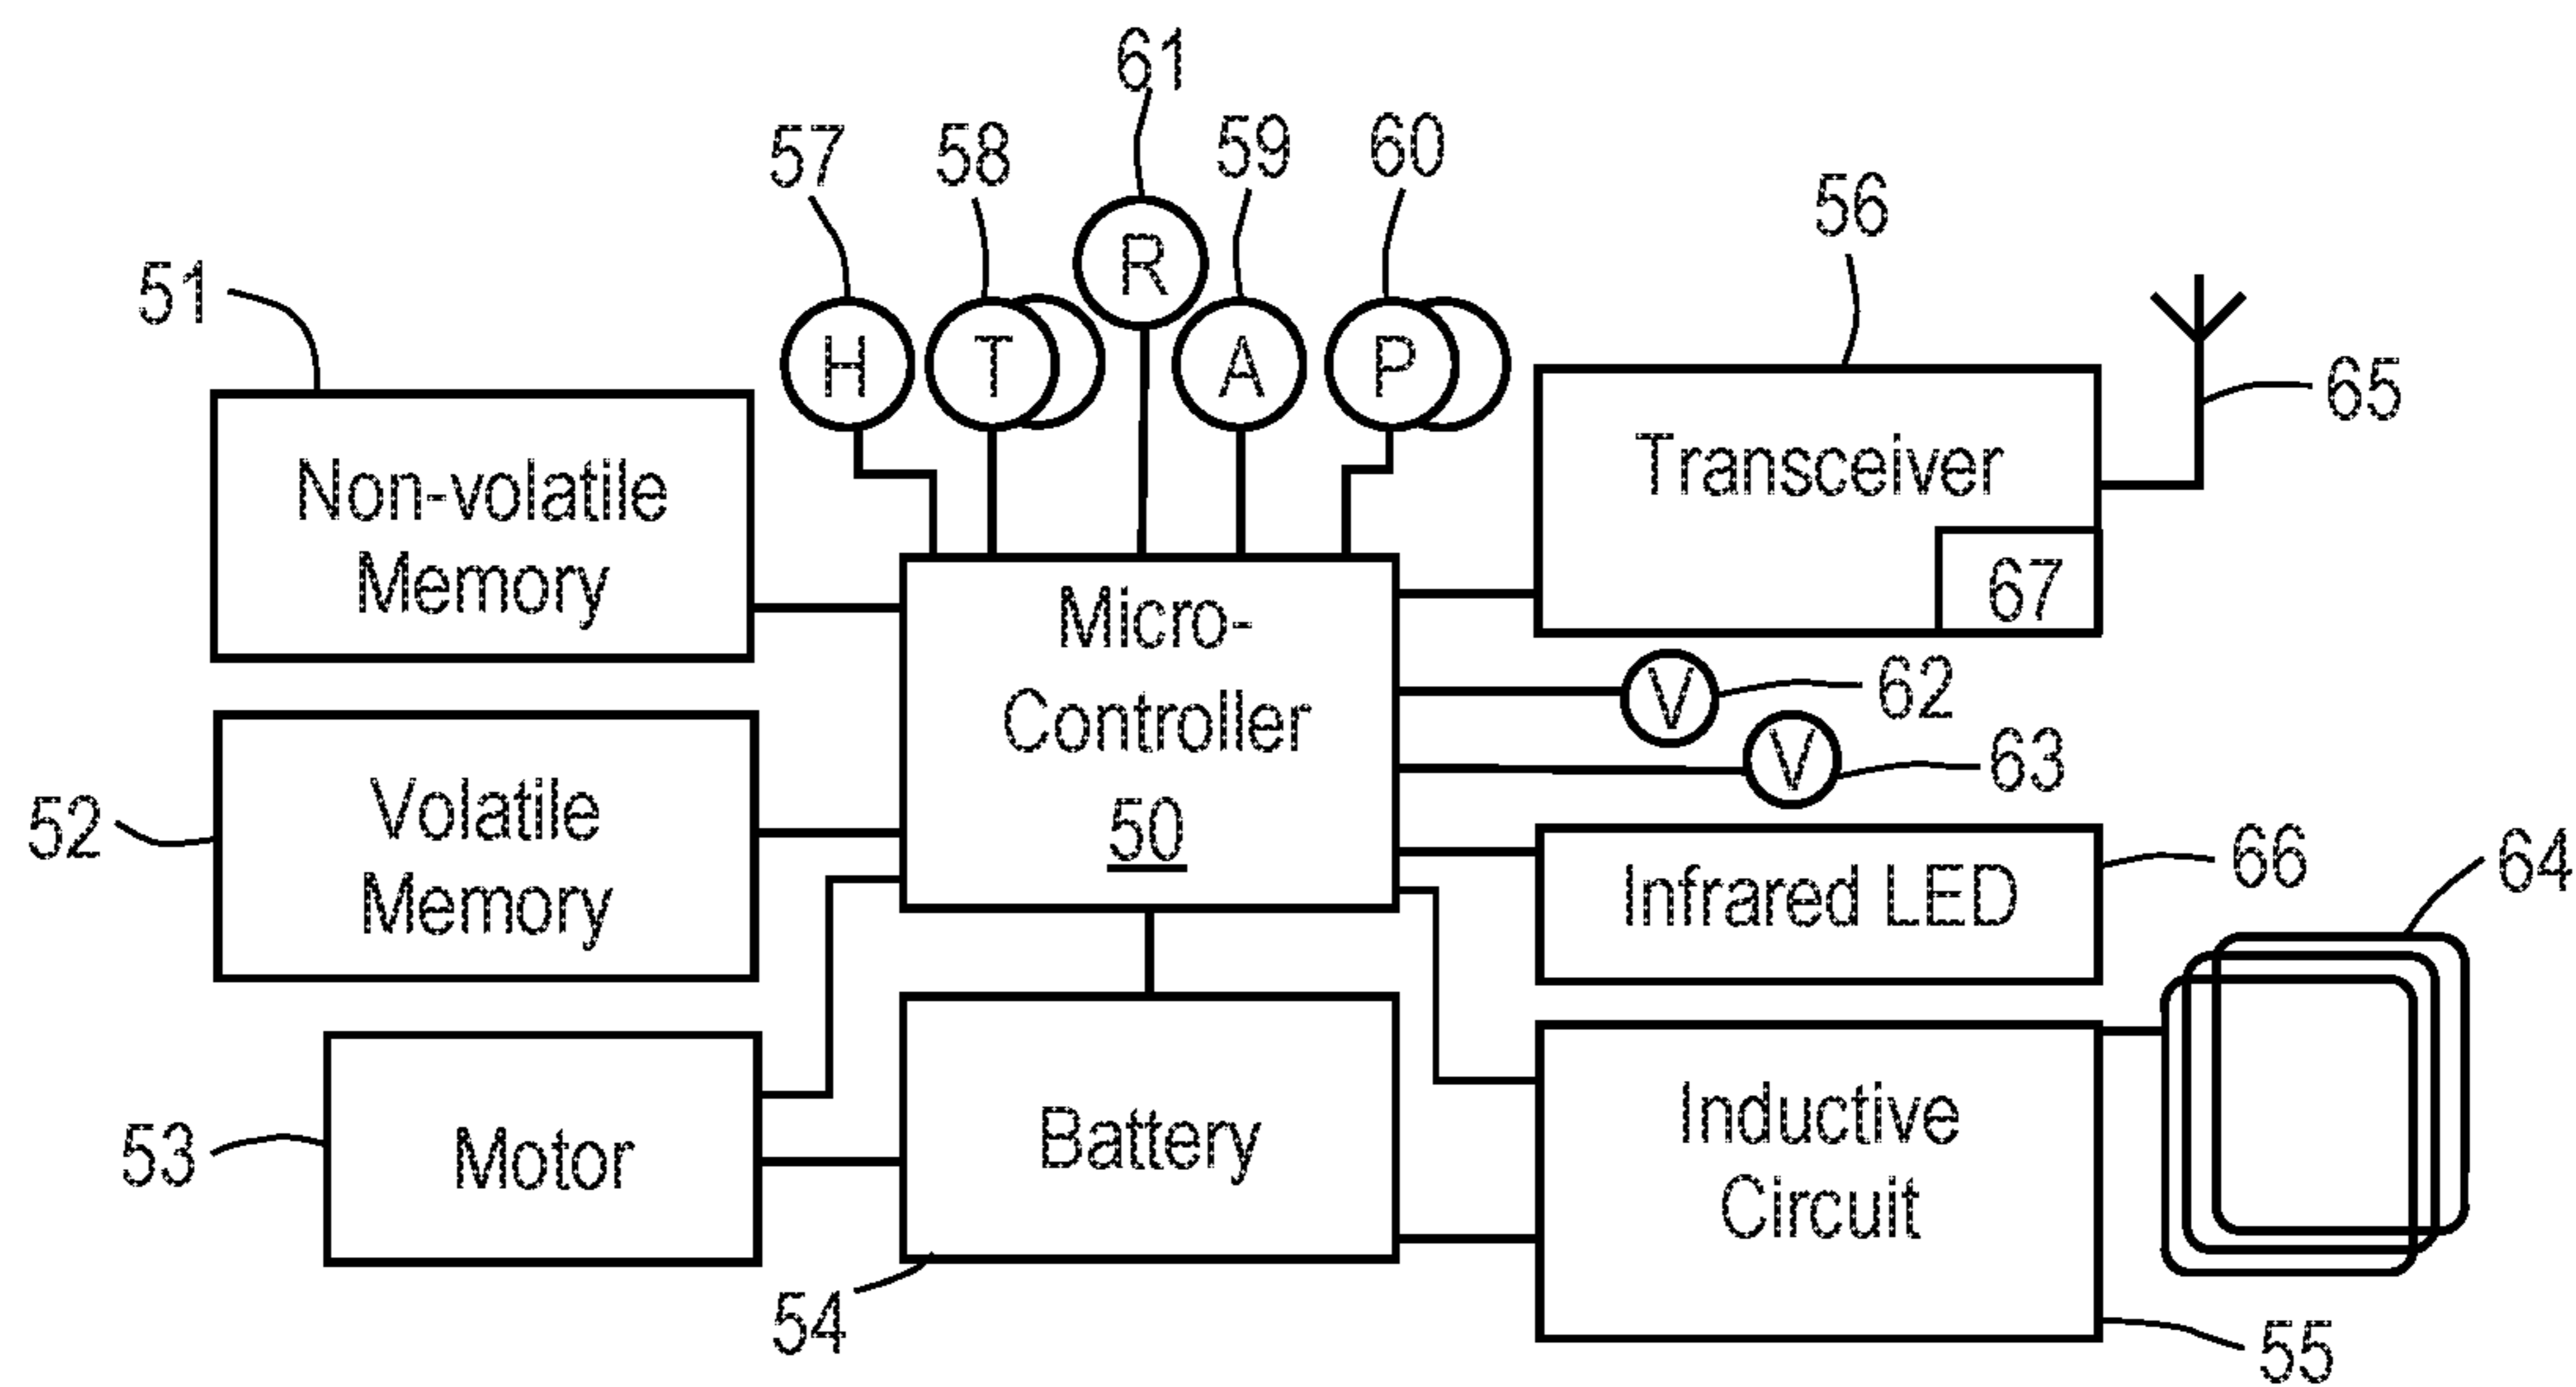 61
57
58
59
60
56
51
H
T
R
A
P
65
Non-volatile
Memory
Transceiver
67
Micro-
Controller
50
V
62
V
63
52
Volatile
Memory
Infrared LED
66
64
53
Motor
Battery
54
Inductive
Circuit
55